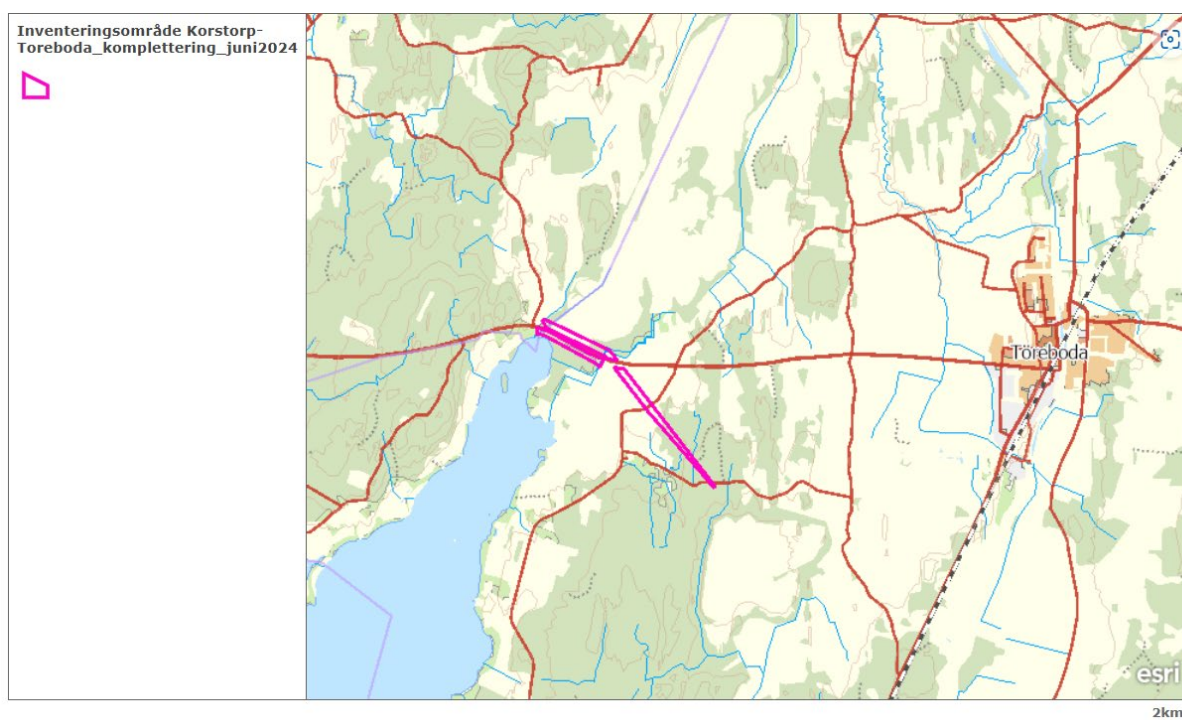 Inventeringsområde Korstorp-
Toreboda_komplettering_juni2024
Töreboda
esri
2km